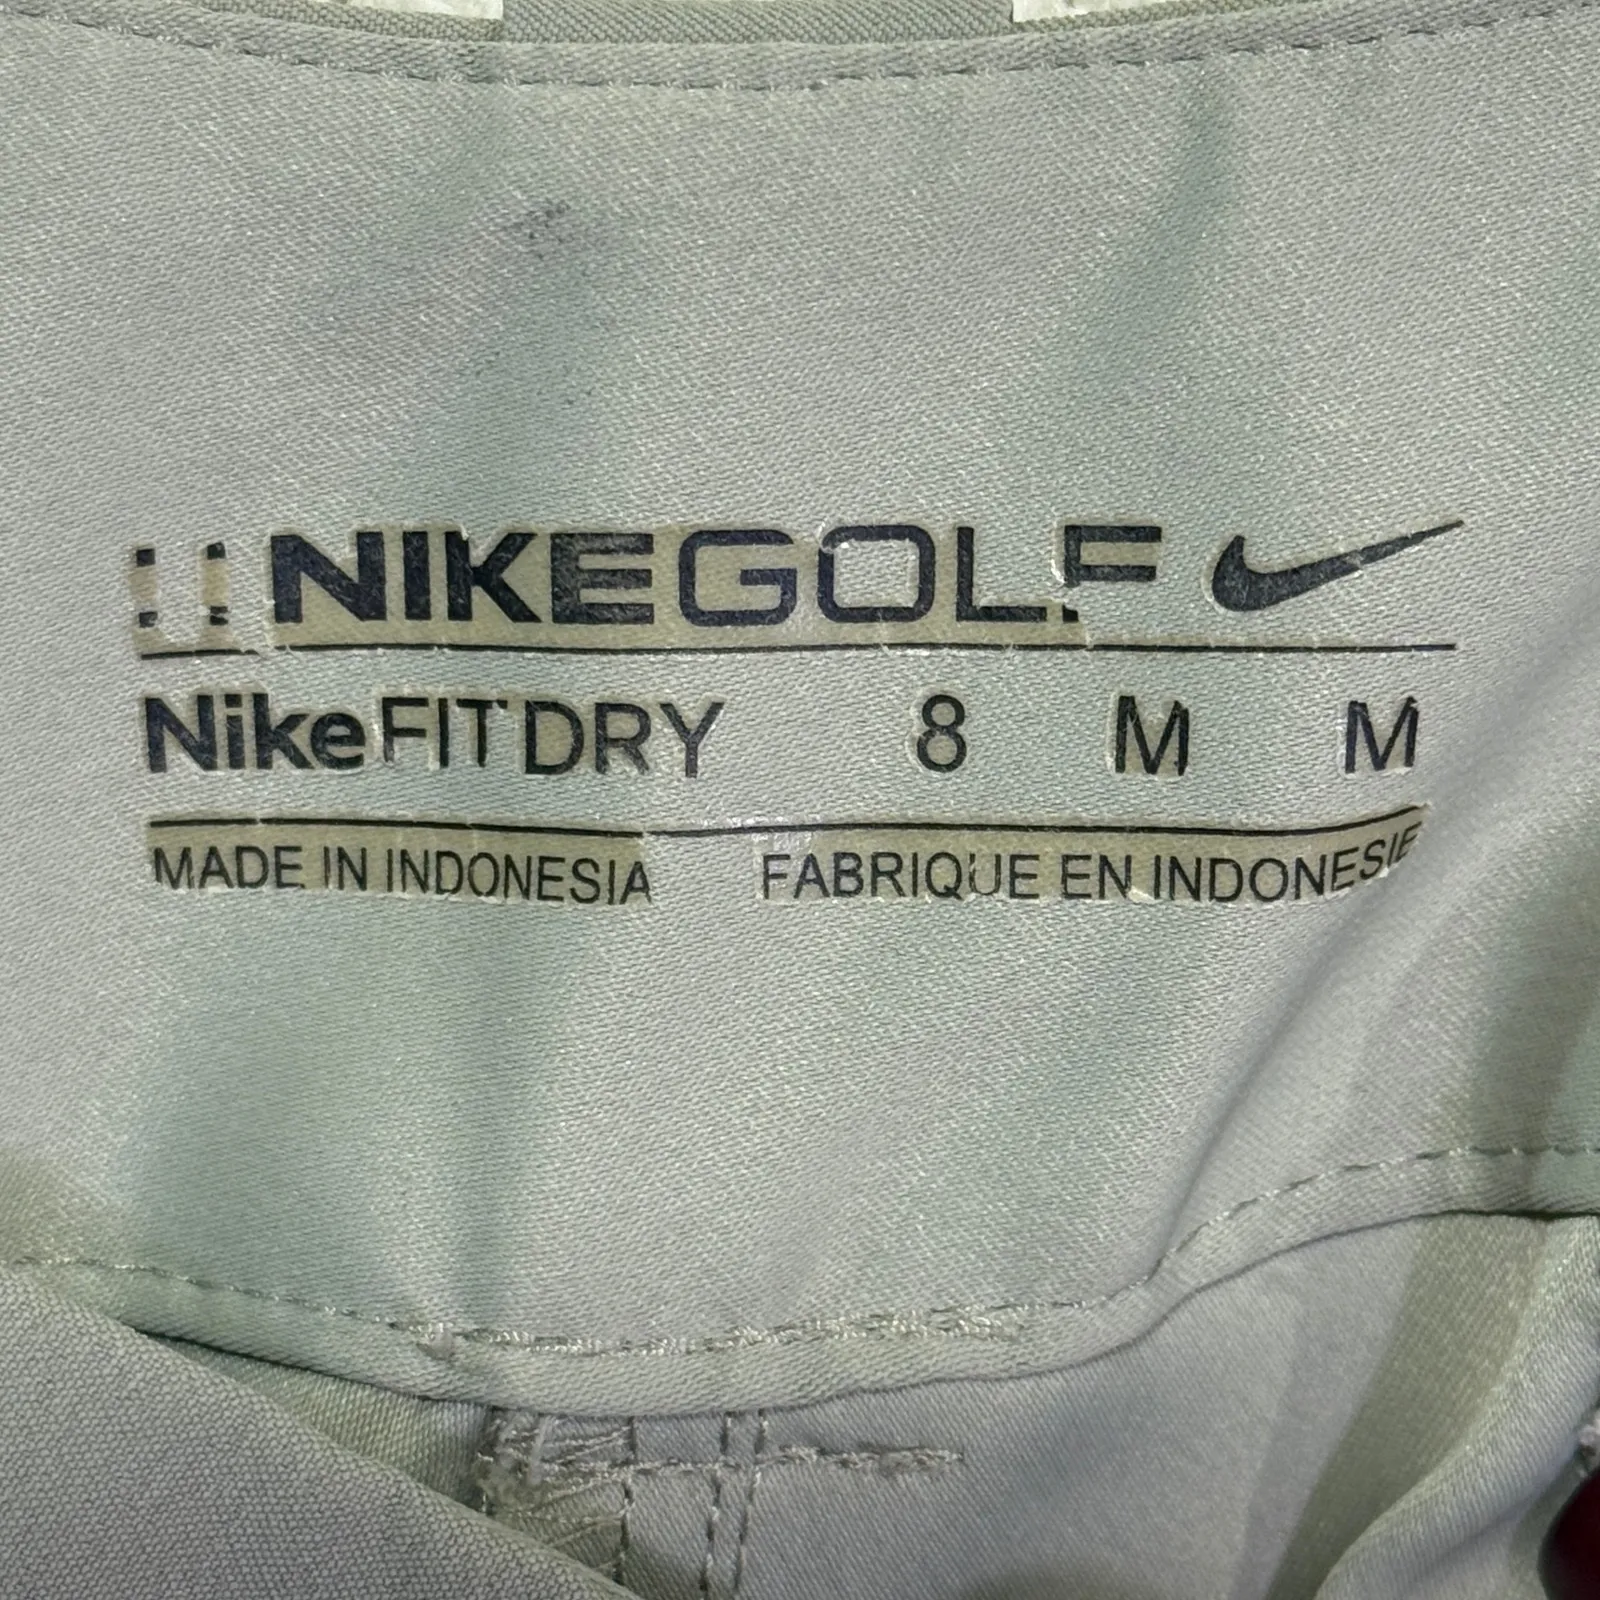 NIKEGOLF
NikeFITDRY 8 M M
MADE IN INDONESIA FABRIQUE EN INDONESIE